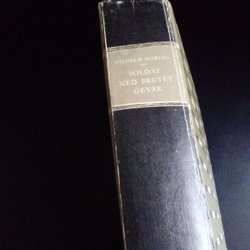 VILHELM MOBERG
SOLDAT
MED BRUTET
GEVÄR